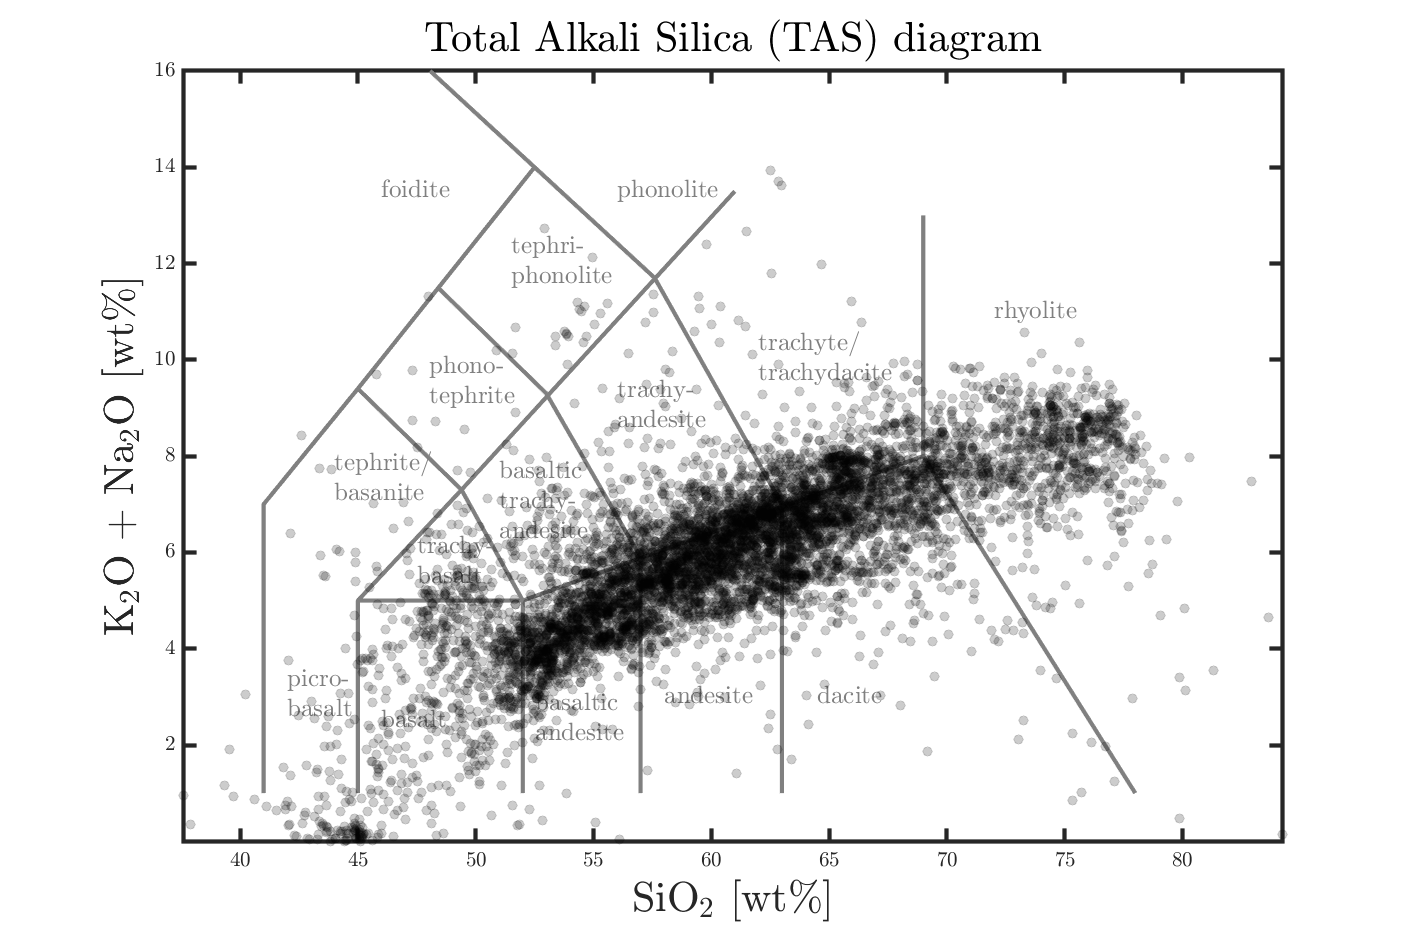 Total Alkali Silica (TAS) diagram
16
14
12
10
8
6
4
2
K₂O + Na₂O [wt%]
foidite
phonolite
tephri-
phonolite
rhyolite
trachyte/
trachydacite
phono-
tephrite
trachy-
andesite
tephrite/
basanite
basaltic
trachy-
andesite
trachy-
basalt
picro-
basalt
basalt
basaltic
andesite
andesite
dacite
40
45
50
55
60
65
70
75
80
SiO₂ [wt%]